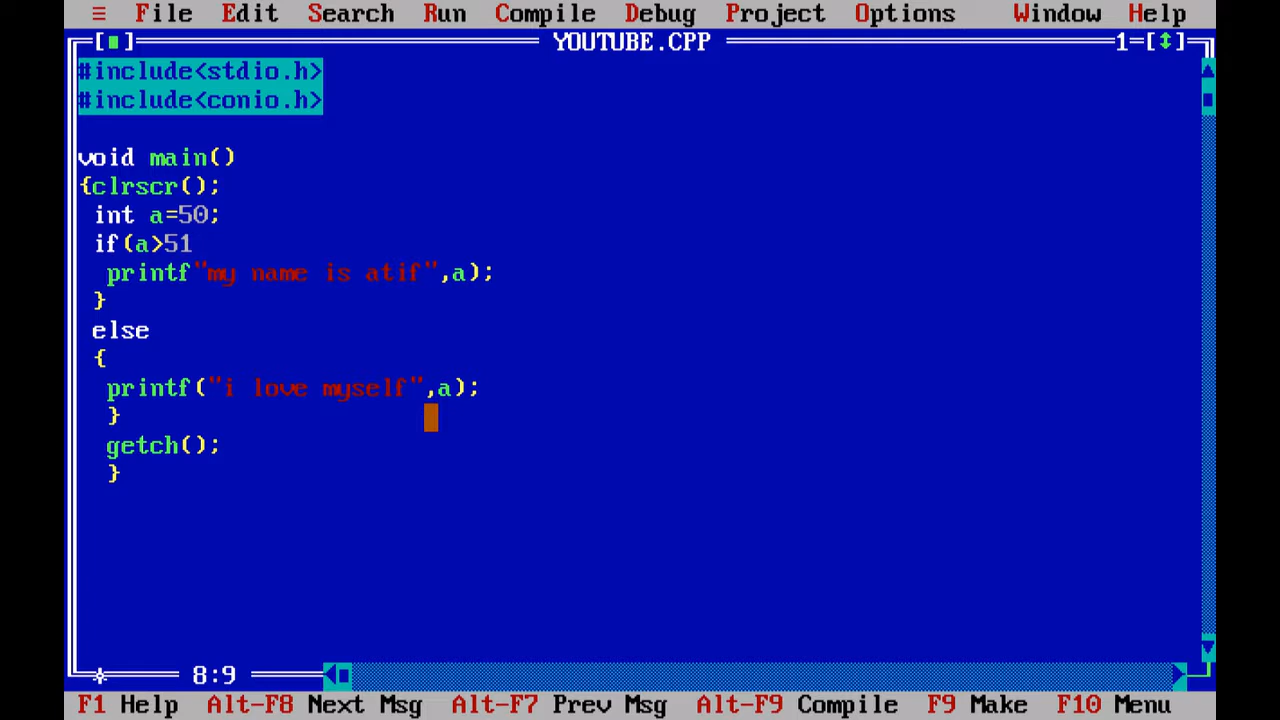 ≡ File Edit Search Run Compile Debug Project Options Window Help
[■] YOUTUBE.CPP 1=[↕]
#include<stdio.h>
#include<conio.h>
void main()
{clrscr();
int a=50;
if(a>51
printf"my name is atif",a);
}
else
{
printf("i love myself",a);
}
getch();
}
8:9
F1 Help Alt-F8 Next Msg Alt-F7 Prev Msg Alt-F9 Compile F9 Make F10 Menu